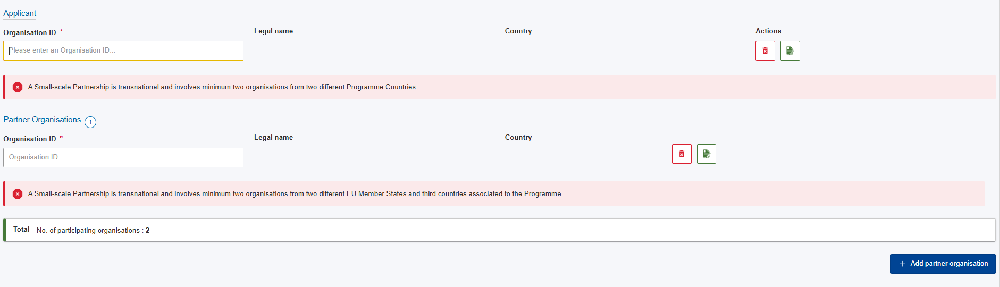 Applicant
Organisation ID *
Legal name
Country
Actions
Please enter an Organisation ID...
A Small-scale Partnership is transnational and involves minimum two organisations from two different Programme Countries.
Partner Organisations 1
Organisation ID *
Legal name
Country
Organisation ID
A Small-scale Partnership is transnational and involves minimum two organisations from two different EU Member States and third countries associated to the Programme.
Total No. of participating organisations : 2
+ Add partner organisation